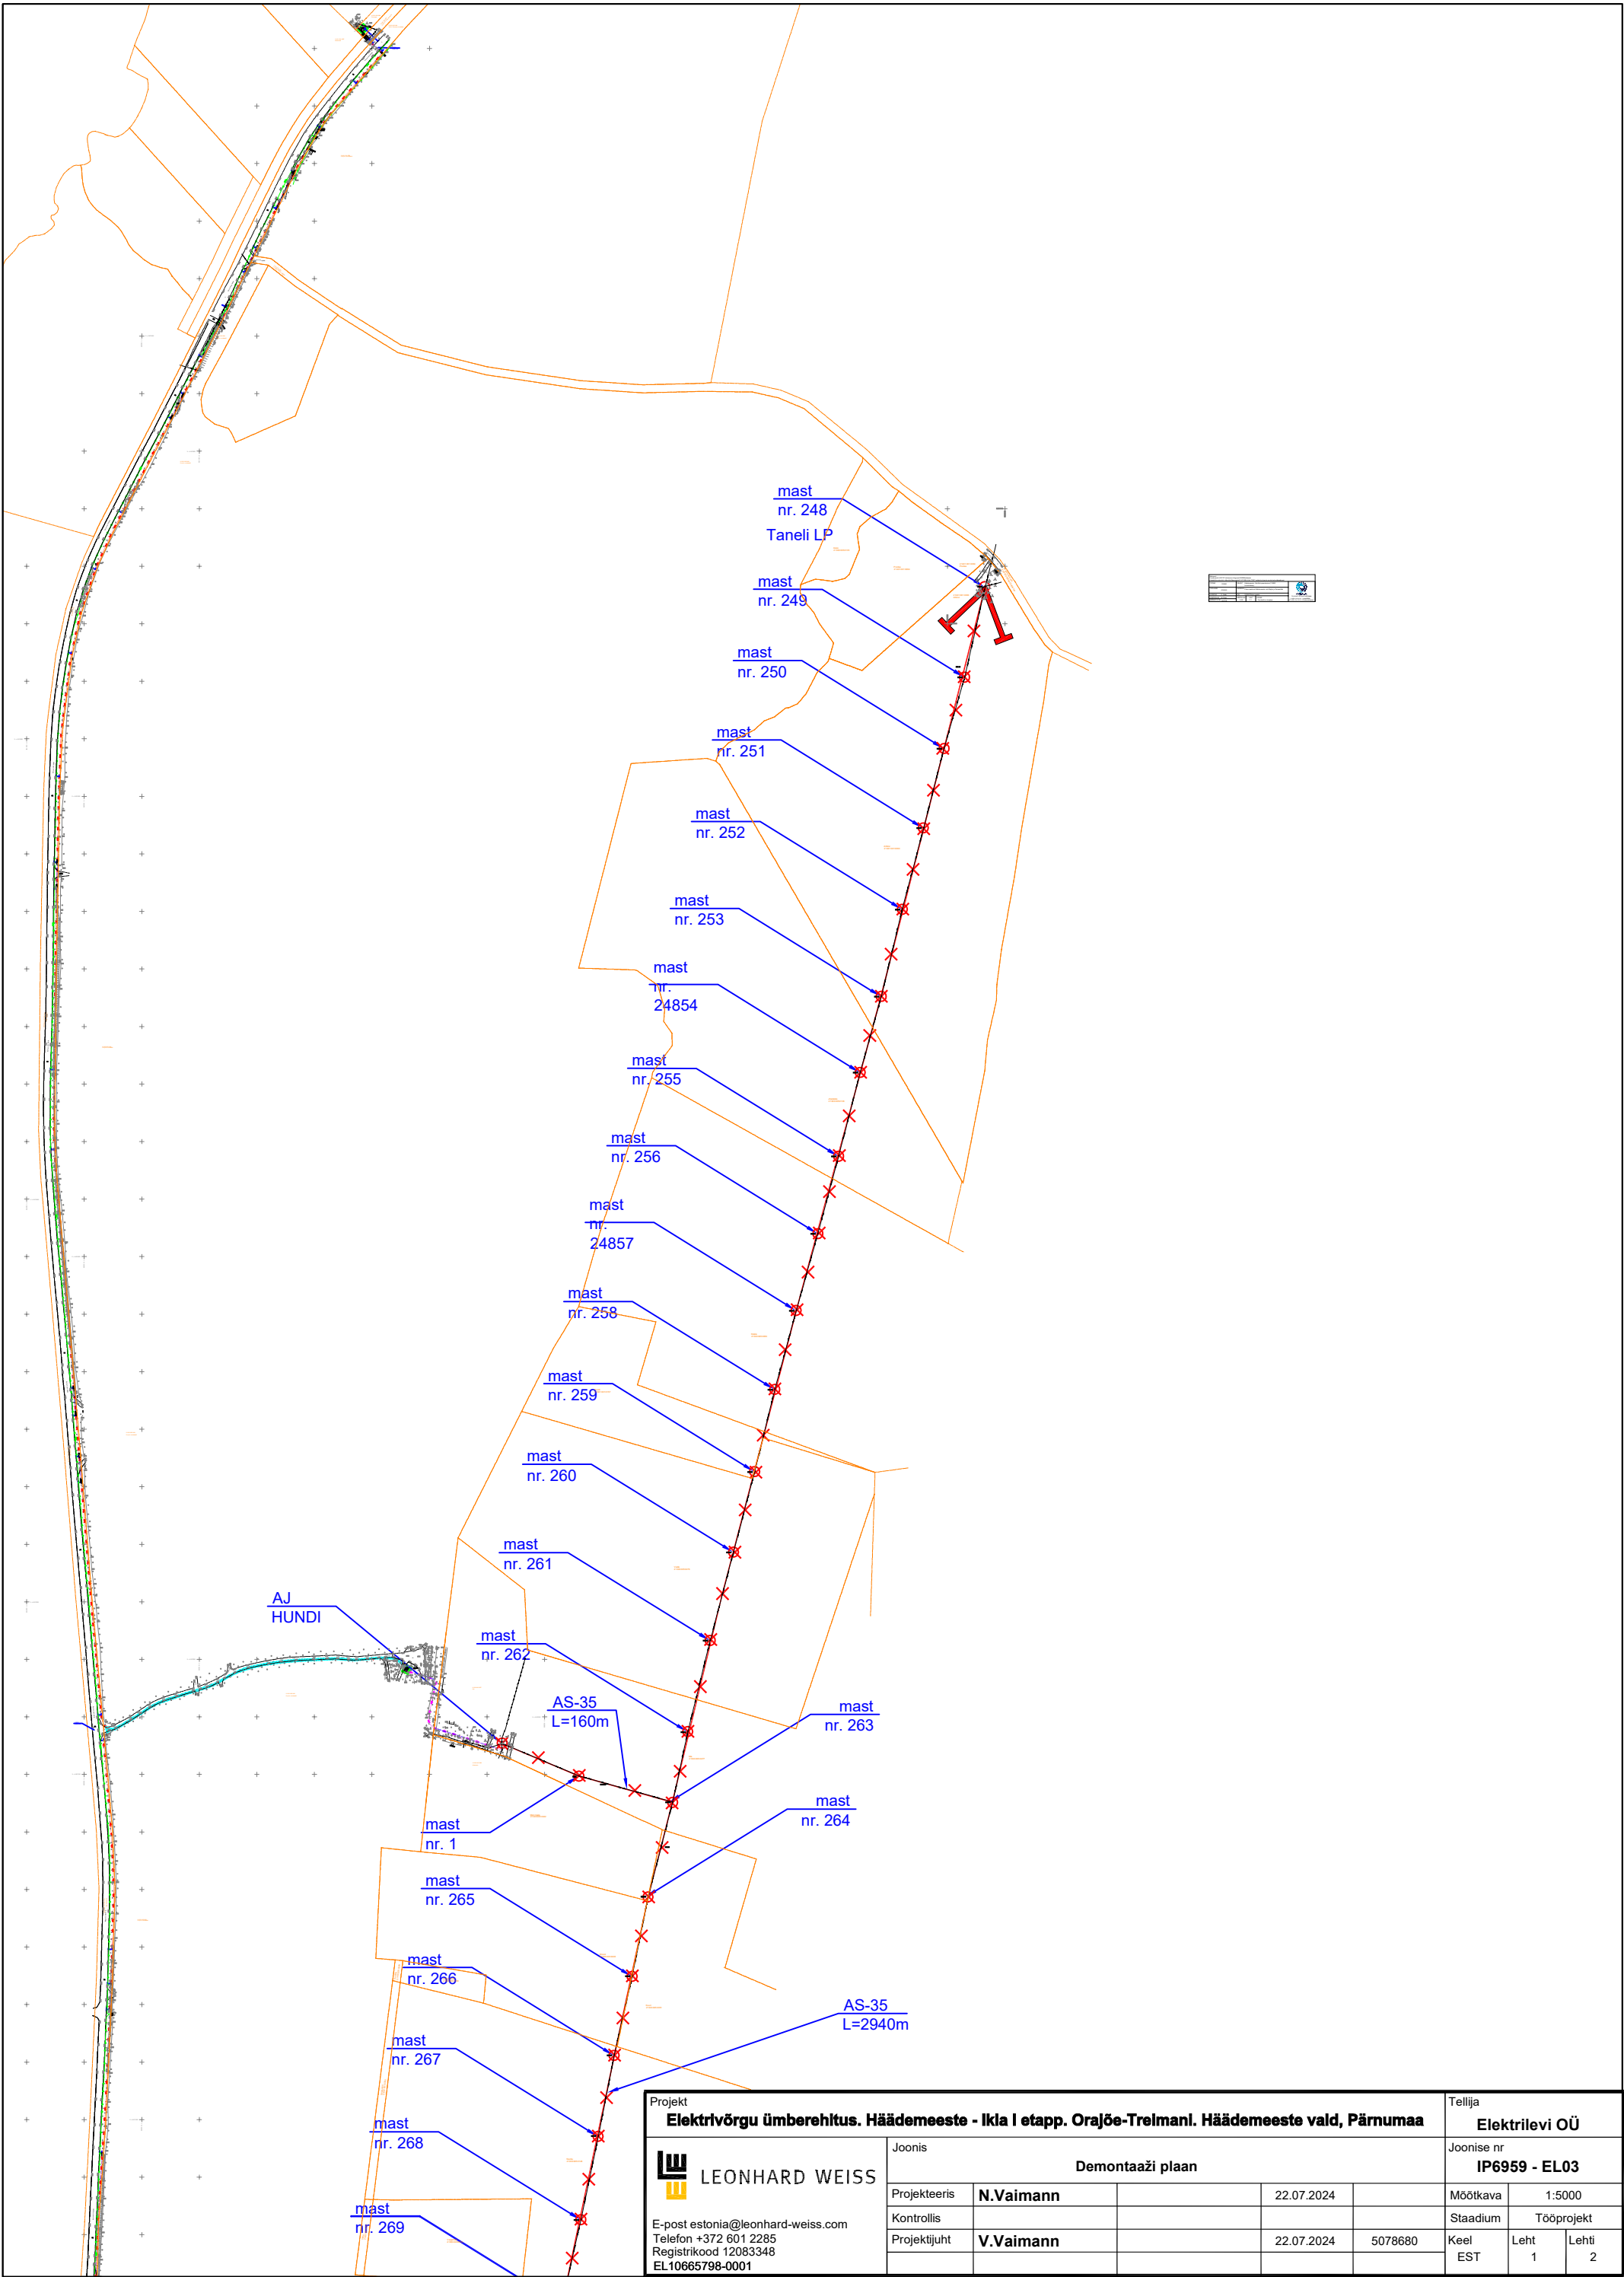 mast
nr. 248
Taneli LP
mast
nr. 249
mast
nr. 250
mast
nr. 251
mast
nr. 252
mast
nr. 253
mast
nr.
24854
mast
nr. 255
mast
nr. 256
mast
nr.
24857
mast
nr. 258
mast
nr. 259
mast
nr. 260
mast
nr. 261
AJ
HUNDI
mast
nr. 262
AS-35
L=160m
mast
nr. 263
mast
nr. 264
mast
nr. 1
mast
nr. 265
mast
nr. 266
AS-35
L=2940m
mast
nr. 267
mast
nr. 268
mast
nr. 269
Projekt
Elektrivõrgu ümberehitus. Häädemeeste - Ikla I etapp. Orajõe-Treimani. Häädemeeste vald, Pärnumaa
Tellija
Elektrilevi OÜ
LEONHARD WEISS
E-post estonia@leonhard-weiss.com
Telefon +372 601 2285
Registrikood 12083348
EL10665798-0001
Joonis
Demontaaži plaan
Joonise nr
IP6959 - EL03
Projekteeris N.Vaimann 22.07.2024
Mõõtkava 1:5000
Kontrollis
Staadium Tööprojekt
Projektijuht V.Vaimann 22.07.2024 5078680
Keel Leht Lehti
EST 1 2